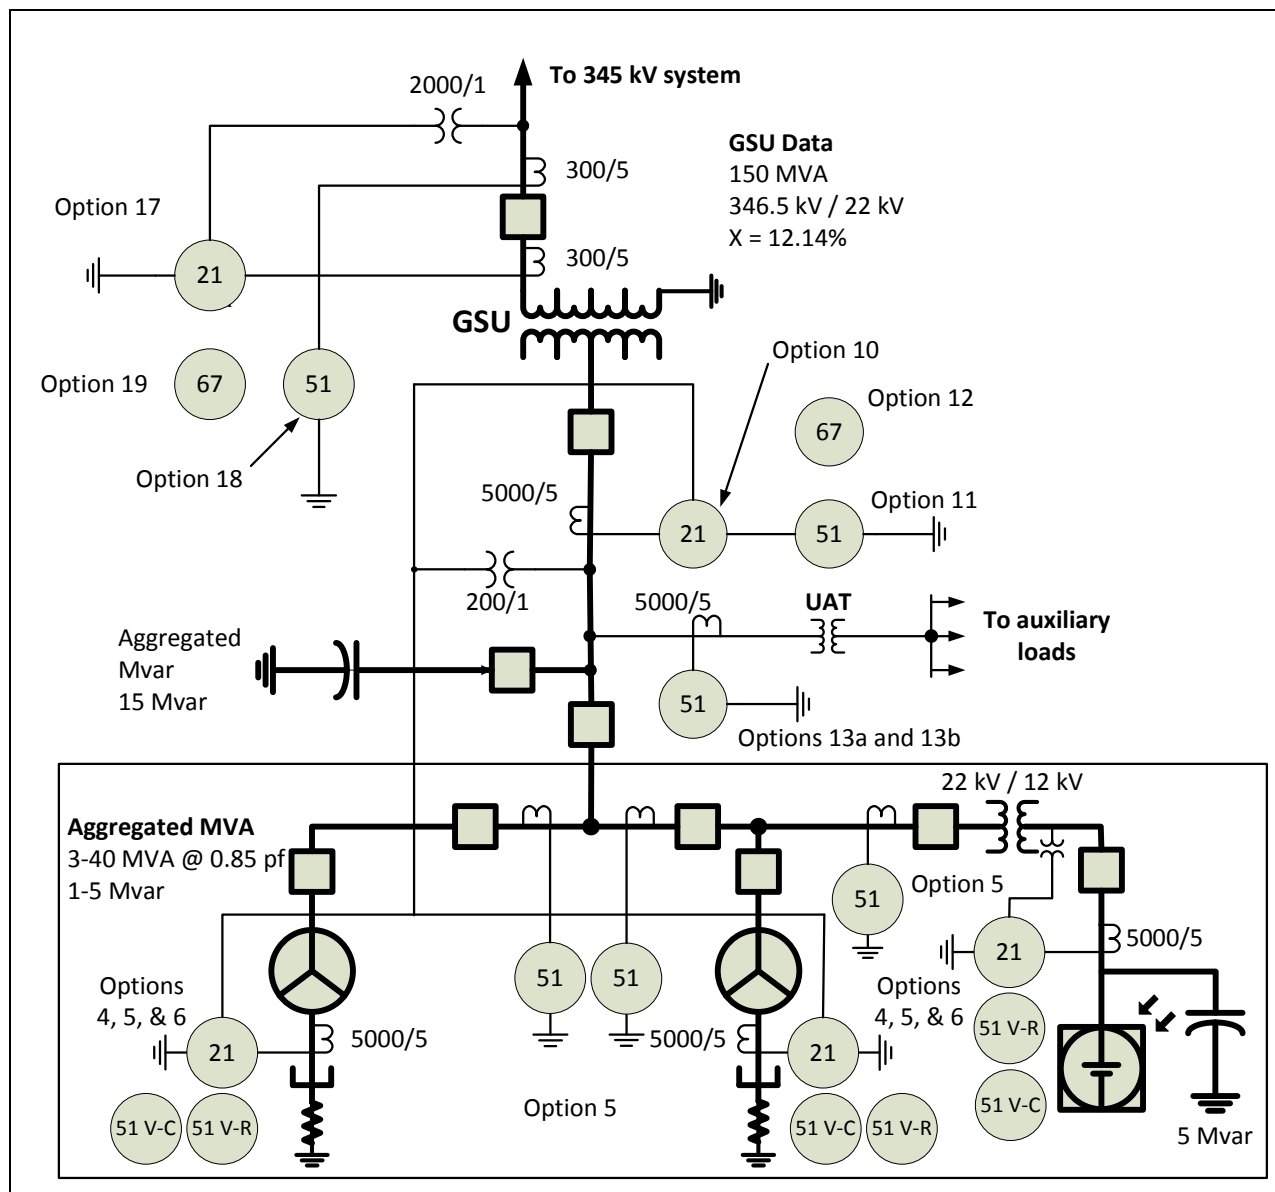 To 345 kV system
2000/1
GSU Data
150 MVA
346.5 kV / 22 kV
X = 12.14%
300/5
Option 17
300/5
21
GSU
Option 10
Option 19
67
51
Option 12
67
Option 18
5000/5
Option 11
21
51
200/1
5000/5
UAT
To auxiliary
loads
Aggregated
Mvar
15 Mvar
51
Options 13a and 13b
22 kV / 12 kV
Aggregated MVA
3-40 MVA @ 0.85 pf
1-5 Mvar
51
Option 5
5000/5
21
51
51
Options
4, 5, & 6
Options
4, 5, & 6
51 V-R
21
5000/5
5000/5
21
51 V-C
51 V-C
51 V-R
Option 5
51 V-C
51 V-R
5 Mvar